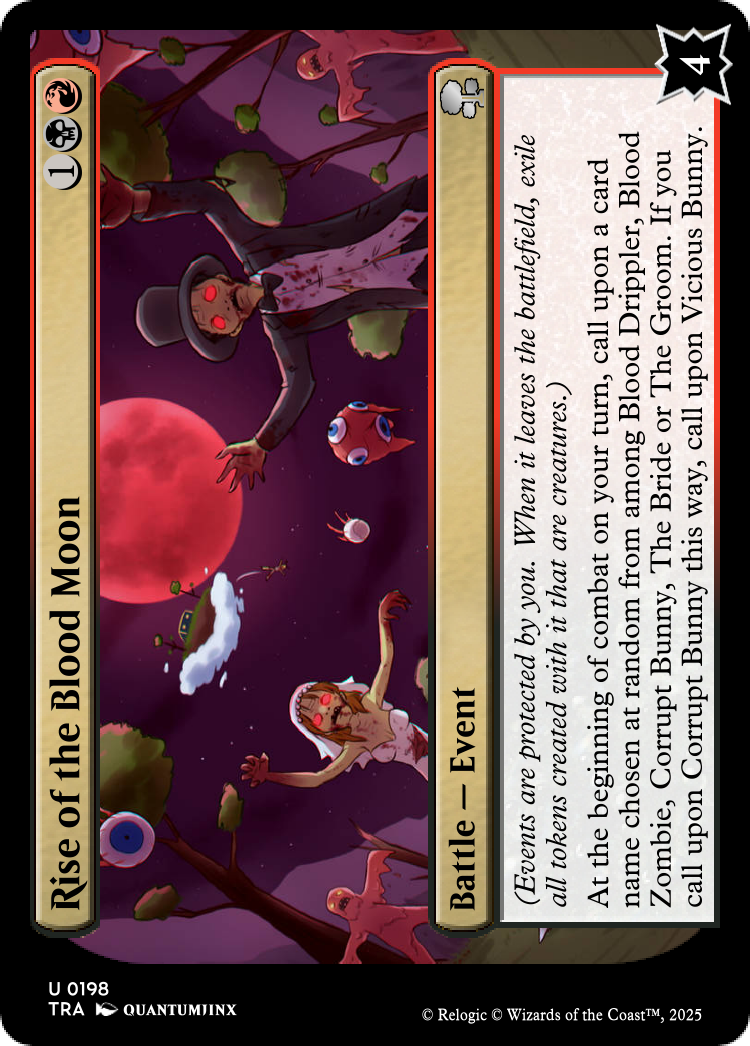 Rise of the Blood Moon
1
Battle — Event
4
(Events are protected by you. When it leaves the battlefield, exile
all tokens created with it that are creatures.)
At the beginning of combat on your turn, call upon a card
name chosen at random from among Blood Drippler, Blood
Zombie, Corrupt Bunny, The Bride or The Groom. If you
call upon Corrupt Bunny this way, call upon Vicious Bunny.
U 0198
TRA QUANTUMJINX
© Relogic © Wizards of the Coast™, 2025